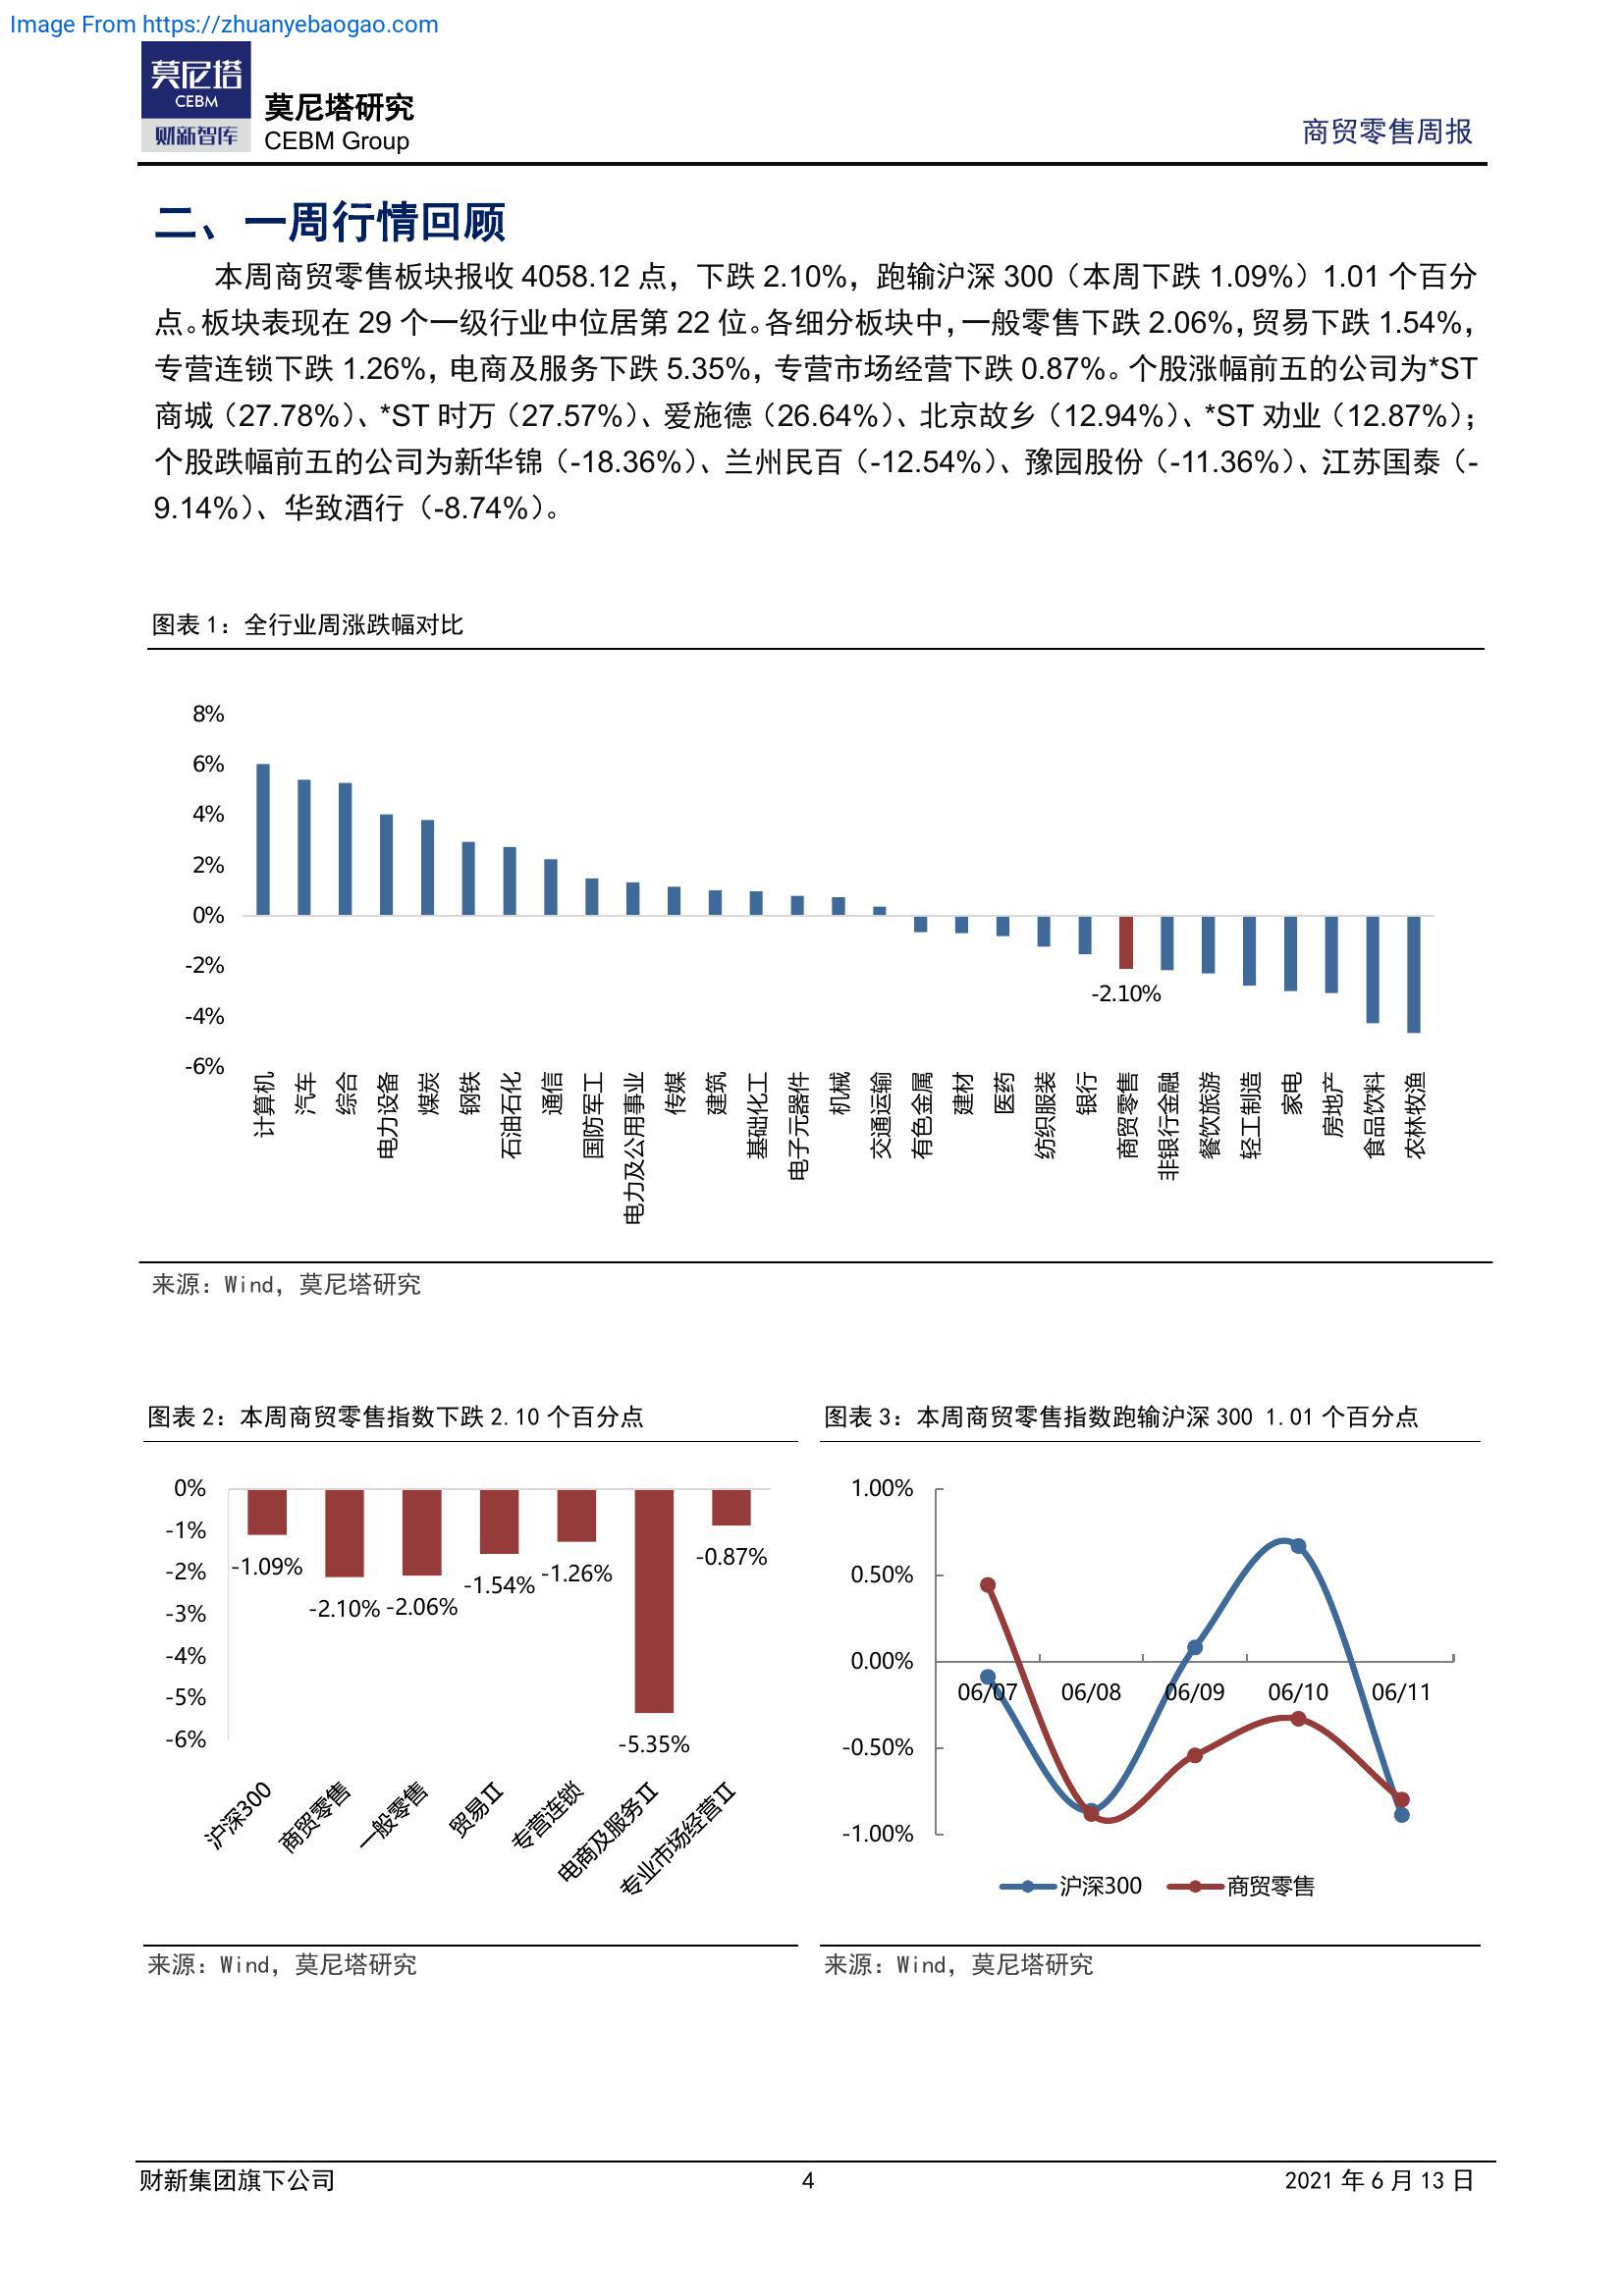 Image From https://zhuanyebaogao.com
莫尼塔
CEBM
财新智库
莫尼塔研究
CEBM Group
商贸零售周报
二、一周行情回顾
本周商贸零售板块报收 4058.12 点，下跌 2.10%，跑输沪深 300（本周下跌 1.09%）1.01 个百分
点。板块表现在 29 个一级行业中位居第 22 位。各细分板块中，一般零售下跌 2.06%，贸易下跌 1.54%，
专营连锁下跌 1.26%，电商及服务下跌 5.35%，专营市场经营下跌 0.87%。个股涨幅前五的公司为*ST
商城（27.78%）、*ST 时万（27.57%）、爱施德（26.64%）、北京故乡（12.94%）、*ST 劝业（12.87%）；
个股跌幅前五的公司为新华锦（-18.36%）、兰州民百（-12.54%）、豫园股份（-11.36%）、江苏国泰（-
9.14%）、华致酒行（-8.74%）。
图表 1：全行业周涨跌幅对比
8%
6%
4%
2%
0%
-2%
-4%
-6%
-2.10%
计算机
汽车
综合
电力设备
煤炭
钢铁
石油石化
通信
国防军工
电力及公用事业
传媒
建筑
基础化工
电子元器件
机械
交通运输
有色金属
建材
医药
纺织服装
银行
商贸零售
非银行金融
餐饮旅游
轻工制造
家电
房地产
食品饮料
农林牧渔
来源：Wind，莫尼塔研究
图表 2：本周商贸零售指数下跌 2.10 个百分点
0%
-1%
-2%
-3%
-4%
-5%
-6%
-1.09%
-2.10%
-2.06%
-1.54%
-1.26%
-5.35%
-0.87%
沪深300
商贸零售
一般零售
贸易Ⅱ
专营连锁
电商及服务Ⅱ
专业市场经营Ⅱ
来源：Wind，莫尼塔研究
图表 3：本周商贸零售指数跑输沪深 300 1.01 个百分点
1.00%
0.50%
0.00%
-0.50%
-1.00%
06/07
06/08
06/09
06/10
06/11
沪深300
商贸零售
来源：Wind，莫尼塔研究
财新集团旗下公司
4
2021 年 6 月 13 日